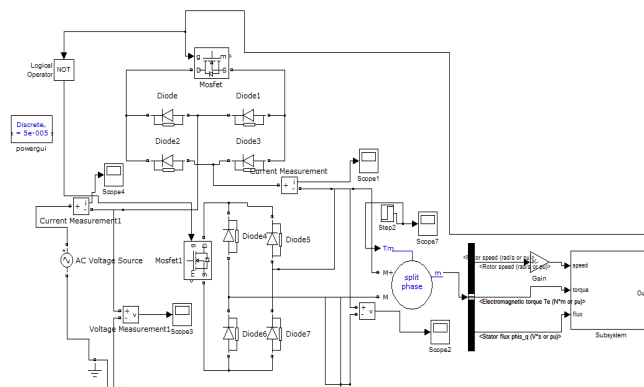 Logical
Operator
NOT
g
m
D
S
Mosfet
Diode
Diode1
Diode2
Diode3
Discrete,
= 5e-005
powergui
Scope4
Current Measurement
Scope1
Current Measurement1
Step2
Scope7
Diode4
Diode5
AC Voltage Source
Mosfet1
Tm
M+
M
m
split
phase
<Rotor speed (rad/s or pu)>
<Rotor speed (rad/s or pu)>
Gain
speed
torque
flux
<Electromagnetic torque Te (N*m or pu)>
<Stator flux phis_q (V*s or pu)>
Subsystem
Ou
Voltage Measurement1
Scope3
Diode6
Diode7
Scope2